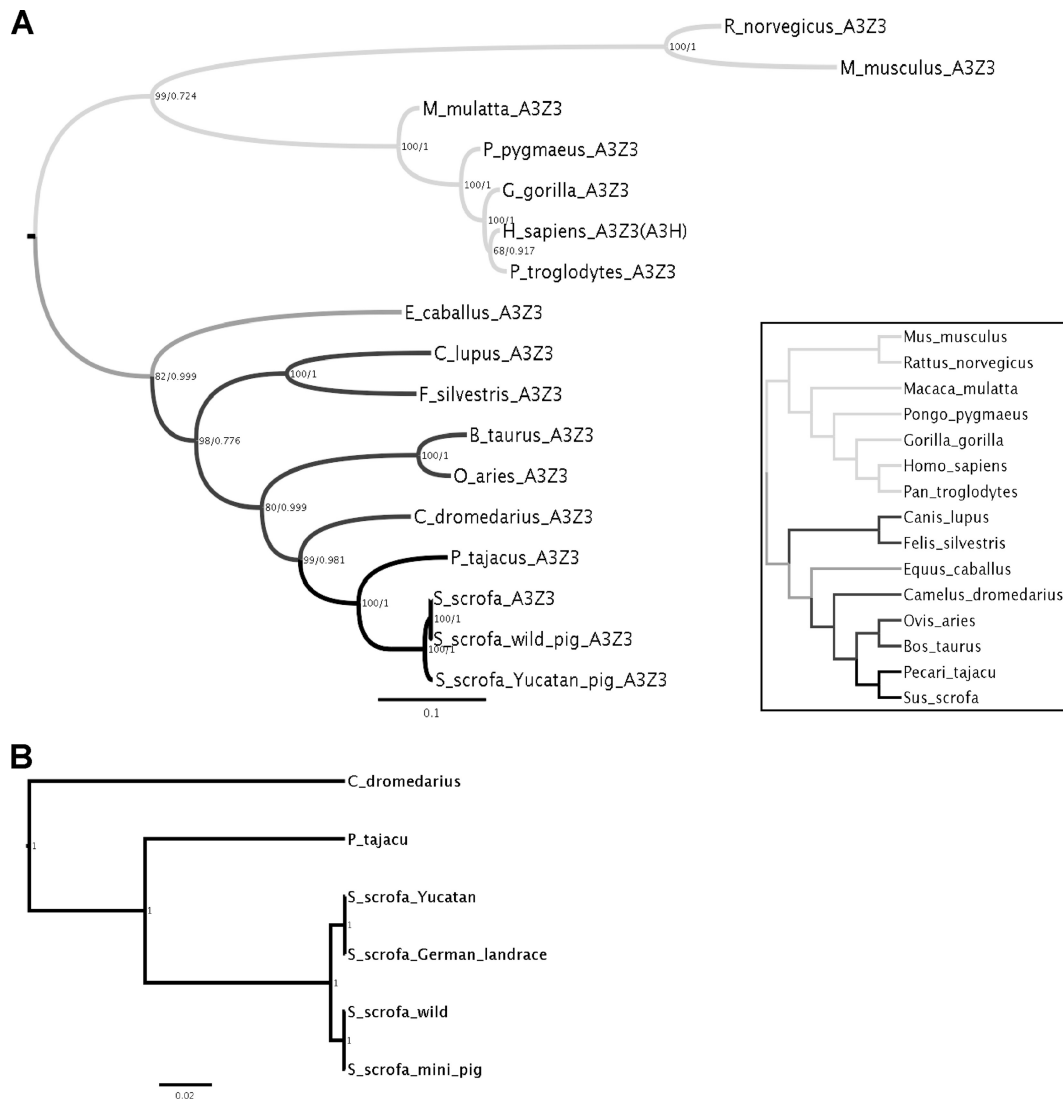 A
R_norvegicus_A3Z3
100/1
M_musculus_A3Z3
99/0.724
M_mulatta_A3Z3
100/1
P_pygmaeus_A3Z3
100/1
G_gorilla_A3Z3
100/1
H_sapiens_A3Z3(A3H)
68/0.917
P_troglodytes_A3Z3
E_caballus_A3Z3
82/0.999
C_lupus_A3Z3
100/1
F_silvestris_A3Z3
98/0.776
B_taurus_A3Z3
100/1
O_aries_A3Z3
80/0.999
C_dromedarius_A3Z3
99/0.981
P_tajacus_A3Z3
100/1
S_scrofa_A3Z3
100/1
S_scrofa_wild_pig_A3Z3
100/1
S_scrofa_Yucatan_pig_A3Z3
0.1
Mus_musculus
Rattus_norvegicus
Macaca_mulatta
Pongo_pygmaeus
Gorilla_gorilla
Homo_sapiens
Pan_troglodytes
Canis_lupus
Felis_silvestris
Equus_caballus
Camelus_dromedarius
Ovis_aries
Bos_taurus
Pecari_tajacu
Sus_scrofa
B
C_dromedarius
1
P_tajacu
1
S_scrofa_Yucatan
1
S_scrofa_German_landrace
1
S_scrofa_wild
1
S_scrofa_mini_pig
0.02